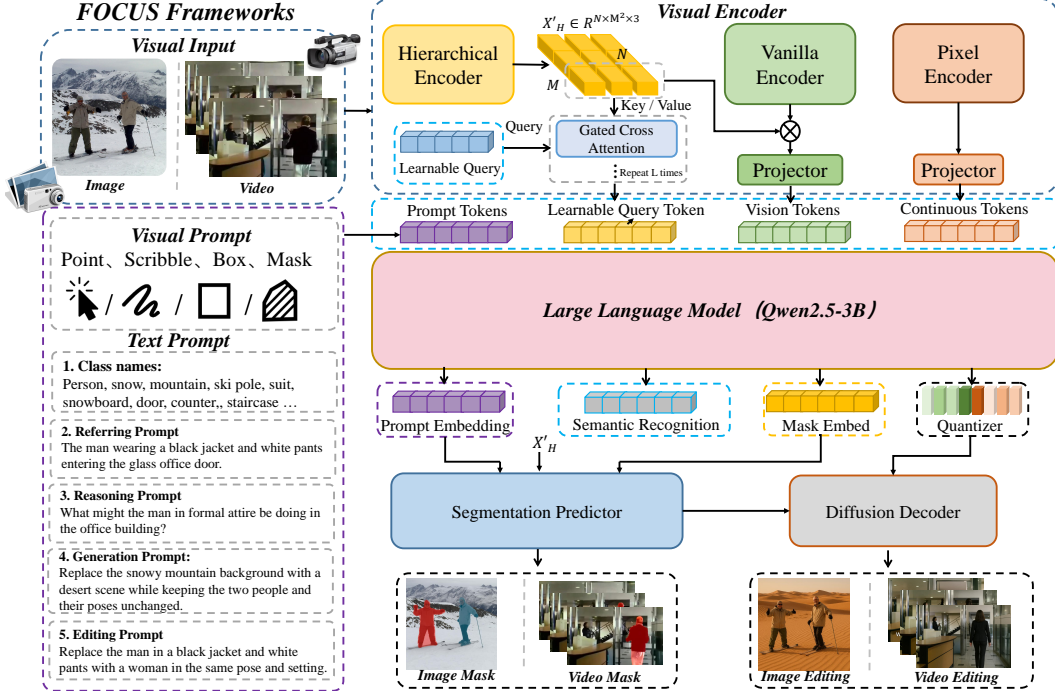 FOCUS Frameworks
Visual Input
Image
Video
Visual Prompt
Point、Scribble、Box、Mask
/ / /
Text Prompt
1. Class names:
Person, snow, mountain, ski pole, suit,
snowboard, door, counter,, staircase …
2. Referring Prompt
The man wearing a black jacket and white pants
entering the glass office door.
3. Reasoning Prompt
What might the man in formal attire be doing in
the office building?
4. Generation Prompt:
Replace the snowy mountain background with a
desert scene while keeping the two people and
their poses unchanged.
5. Editing Prompt
Replace the man in a black jacket and white
pants with a woman in the same pose and setting.
Visual Encoder
Hierarchical
Encoder
X'_H ∈ R^{N×M²×3}
N
M
Key / Value
Query
Learnable Query
Gated Cross
Attention
Repeat L times
Vanilla
Encoder
Projector
Pixel
Encoder
Projector
Prompt Tokens
Learnable Query Token
Vision Tokens
Continuous Tokens
Large Language Model（Qwen2.5-3B）
Prompt Embedding
Semantic Recognition
Mask Embed
Quantizer
X'_H
Segmentation Predictor
Diffusion Decoder
Image Mask
Video Mask
Image Editing
Video Editing